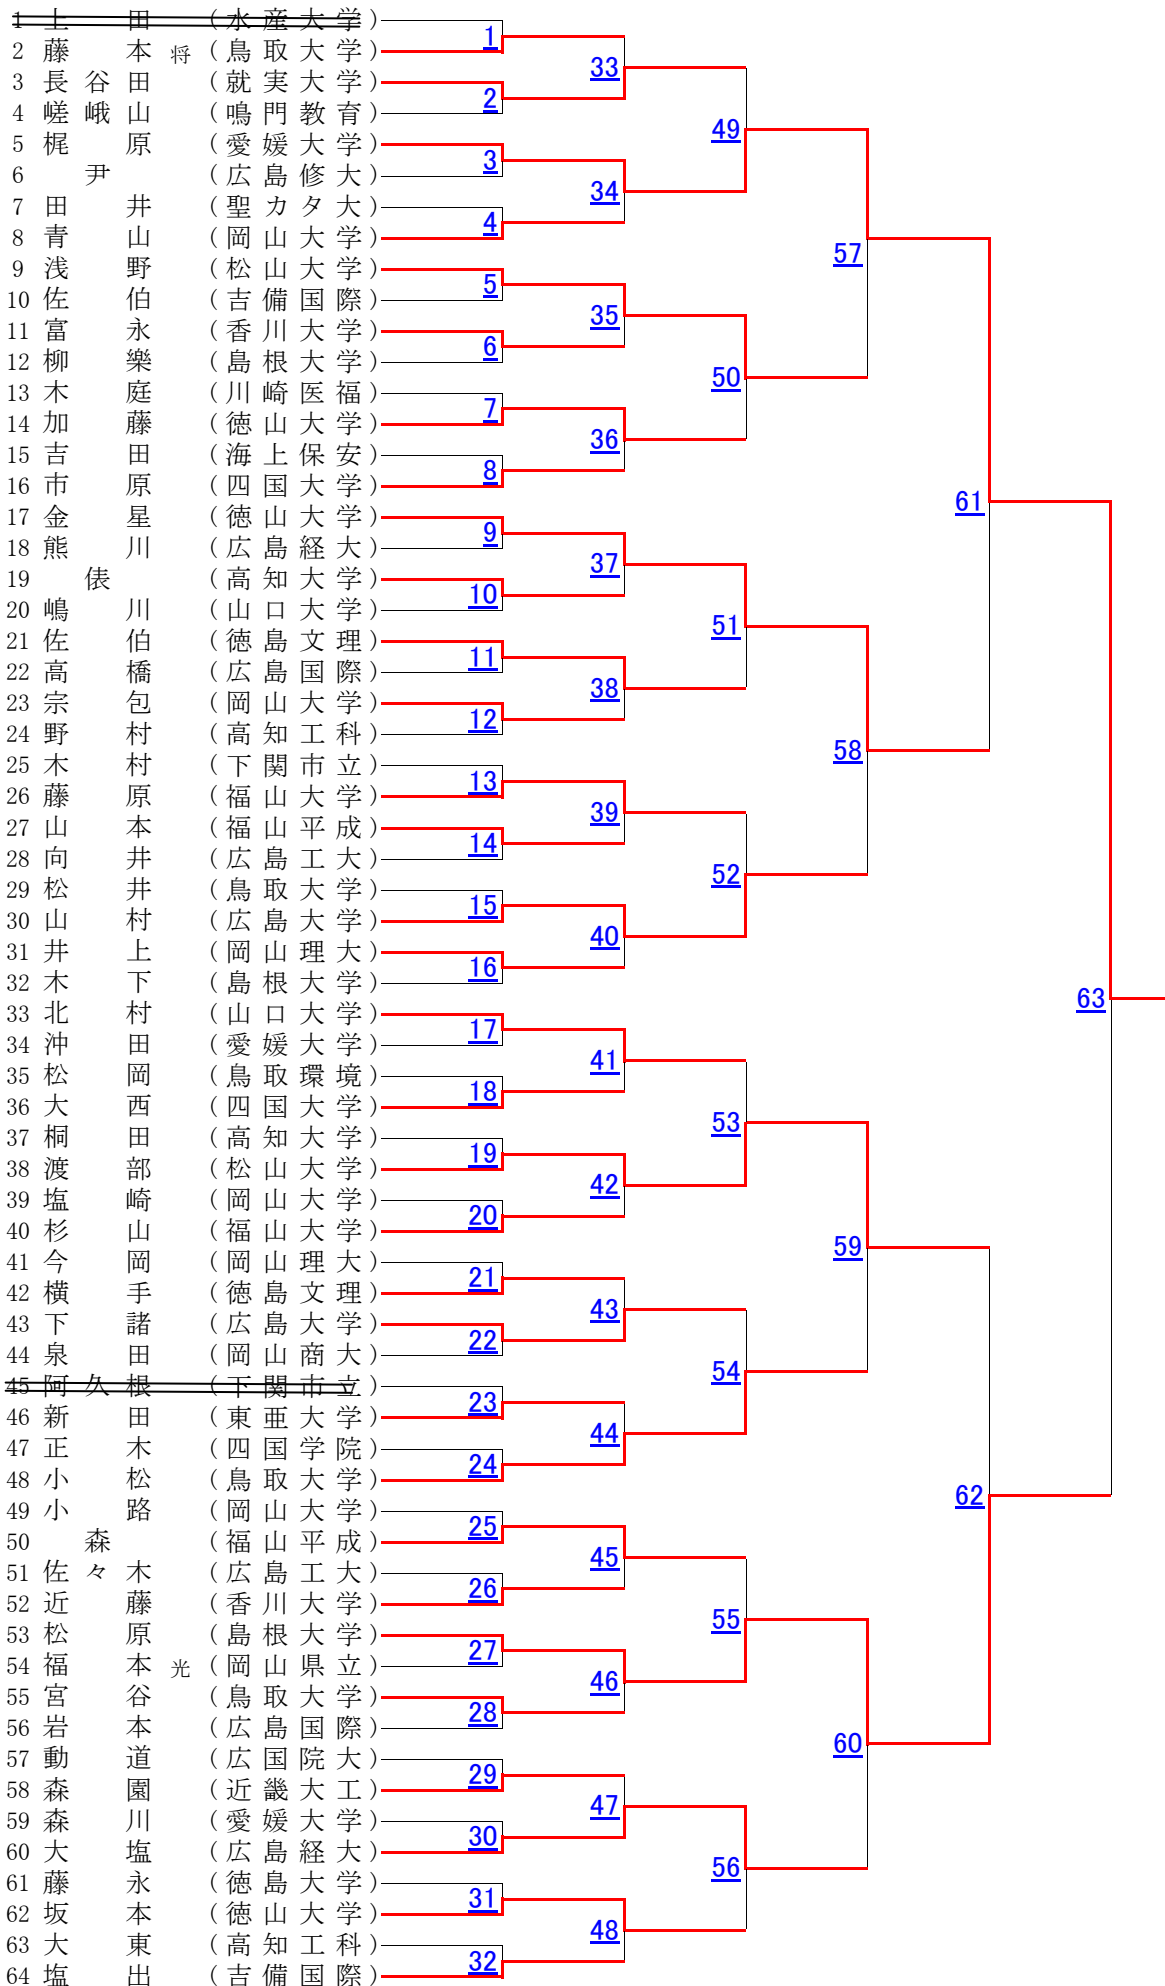 1 上田 (水産大学)
2 藤本将 (鳥取大学)
3 長谷田 (就実大学)
4 嵯峨山 (鳴門教育)
5 梶原 (愛媛大学)
6 尹 (広島修大)
7 田井 (聖カタ大)
8 青山 (岡山大学)
9 浅野 (松山大学)
10 佐伯 (吉備国際)
11 富永 (香川大学)
12 柳樂 (島根大学)
13 木庭 (川崎医福)
14 加藤 (徳山大学)
15 吉田 (海上保安)
16 市原 (四国大学)
17 金星 (徳山大学)
18 熊川 (広島経大)
19 俵 (高知大学)
20 嶋川 (山口大学)
21 佐伯 (徳島文理)
22 高橋 (広島国際)
23 宗包 (岡山大学)
24 野村 (高知工科)
25 木村 (下関市立)
26 藤原 (福山大学)
27 山本 (福山平成)
28 向井 (広島工大)
29 松井 (鳥取大学)
30 山村 (広島大学)
31 井上 (岡山理大)
32 木下 (島根大学)
33 北村 (山口大学)
34 沖田 (愛媛大学)
35 松岡 (鳥取環境)
36 大西 (四国大学)
37 桐田 (高知大学)
38 渡部 (松山大学)
39 塩崎 (岡山大学)
40 杉山 (福山大学)
41 今岡 (岡山理大)
42 横手 (徳島文理)
43 下諸 (広島大学)
44 泉田 (岡山商大)
45 阿久根 (下関市立)
46 新田 (東亜大学)
47 正木 (四国学院)
48 小松 (鳥取大学)
49 小路 (岡山大学)
50 森 (福山平成)
51 佐々木 (広島工大)
52 近藤 (香川大学)
53 松原 (島根大学)
54 福本光 (岡山県立)
55 宮谷 (鳥取大学)
56 岩本 (広島国際)
57 動道 (広国院大)
58 森園 (近畿大工)
59 森川 (愛媛大学)
60 大塩 (広島経大)
61 藤永 (徳島大学)
62 坂本 (徳山大学)
63 大東 (高知工科)
64 塩出 (吉備国際)
1
2
3
4
5
6
7
8
9
10
11
12
13
14
15
16
17
18
19
20
21
22
23
24
25
26
27
28
29
30
31
32
33
34
35
36
37
38
39
40
41
42
43
44
45
46
47
48
49
50
51
52
53
54
55
56
57
58
59
60
61
62
63